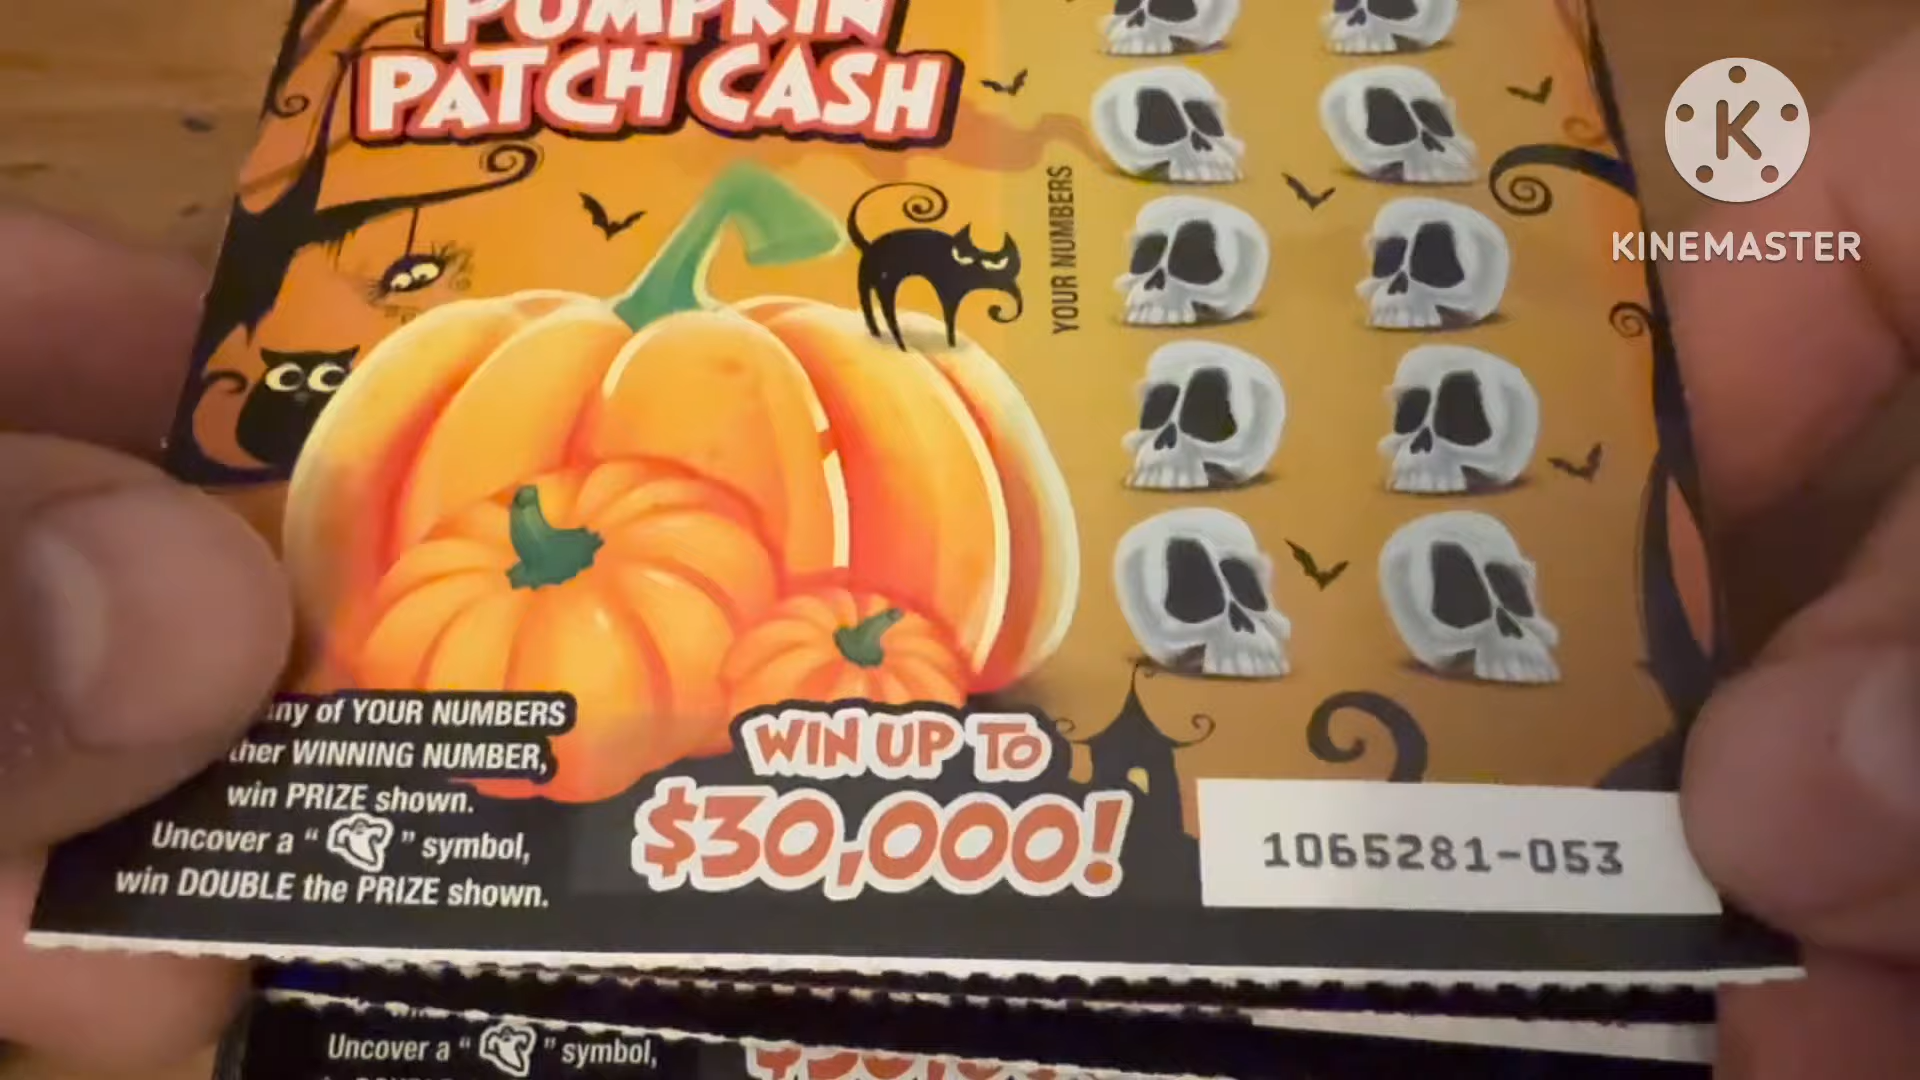 PUMPKIN
PATCH CASH
YOUR NUMBERS
K
KINEMASTER
any of YOUR NUMBERS
WINNING NUMBER,
win PRIZE shown.
Uncover a " " symbol,
win DOUBLE the PRIZE shown.
WIN UP TO
$30,000!
1065281-053
Uncover a " " symbol,